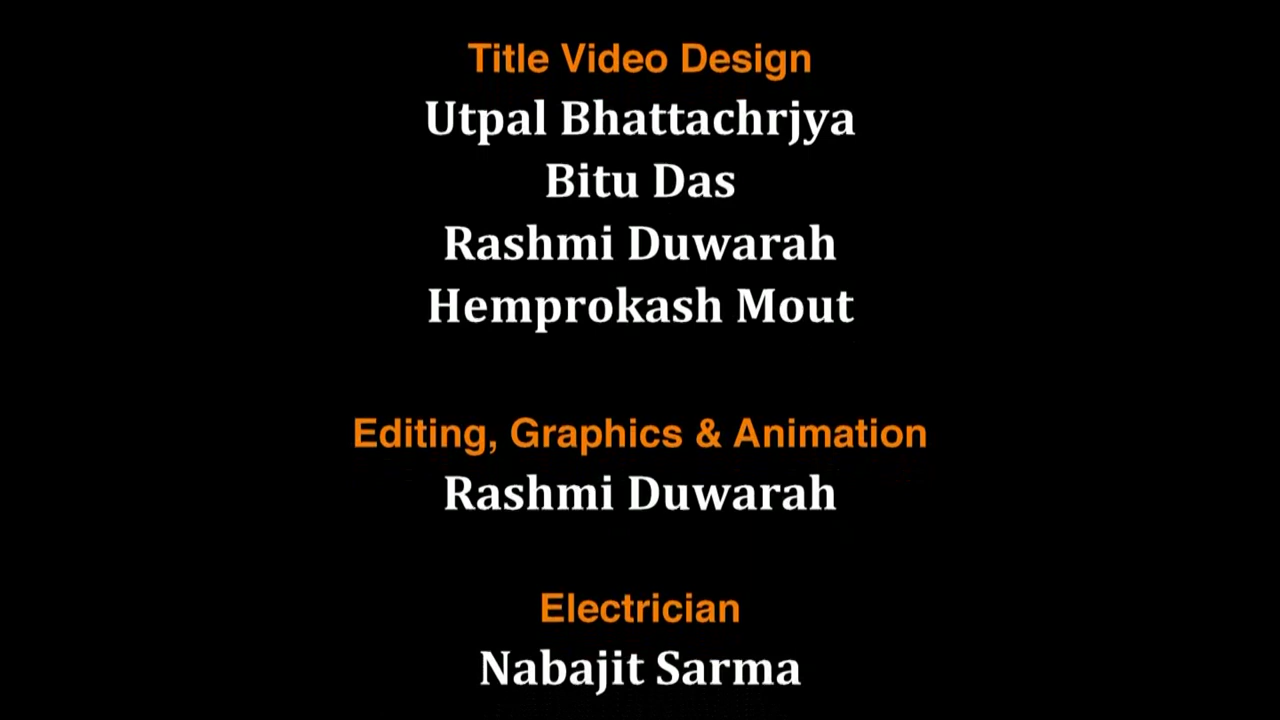 Title Video Design
Utpal Bhattachrjya
Bitu Das
Rashmi Duwarah
Hemprokash Mout
Editing, Graphics & Animation
Rashmi Duwarah
Electrician
Nabajit Sarma